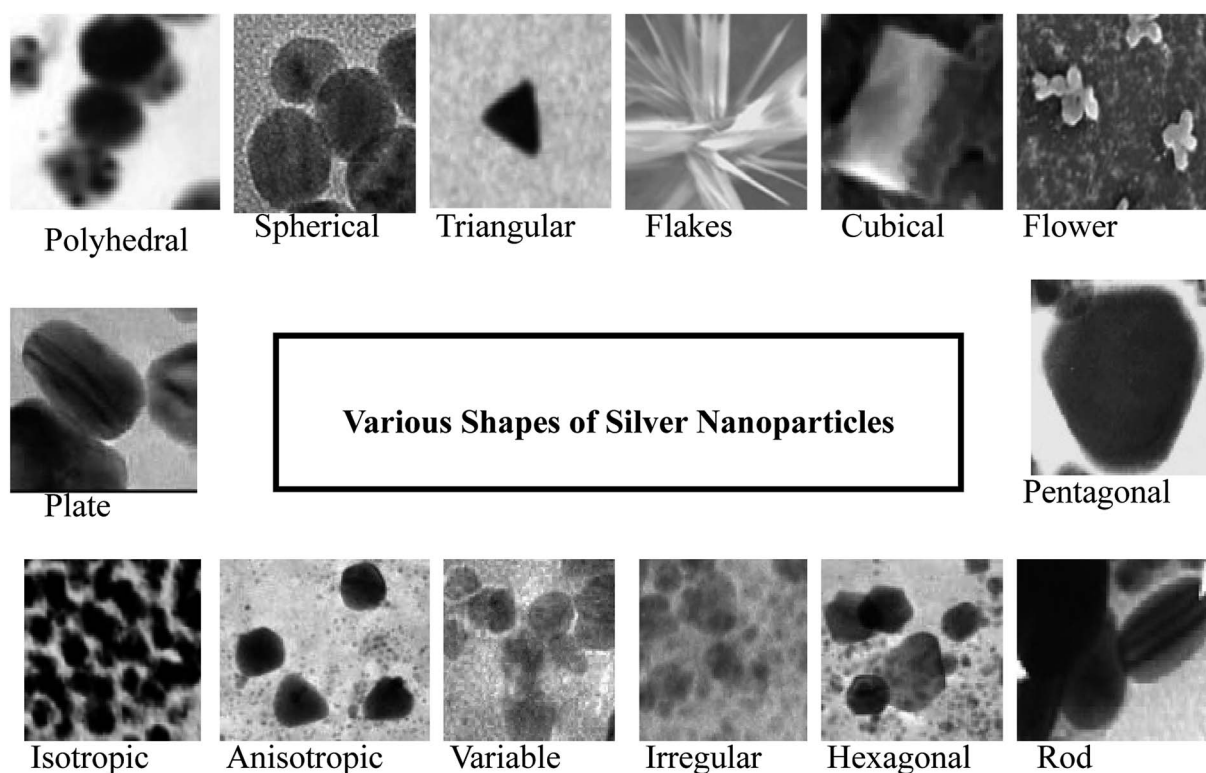 Polyhedral
Spherical
Triangular
Flakes
Cubical
Flower
Plate
Various Shapes of Silver Nanoparticles
Pentagonal
Isotropic
Anisotropic
Variable
Irregular
Hexagonal
Rod